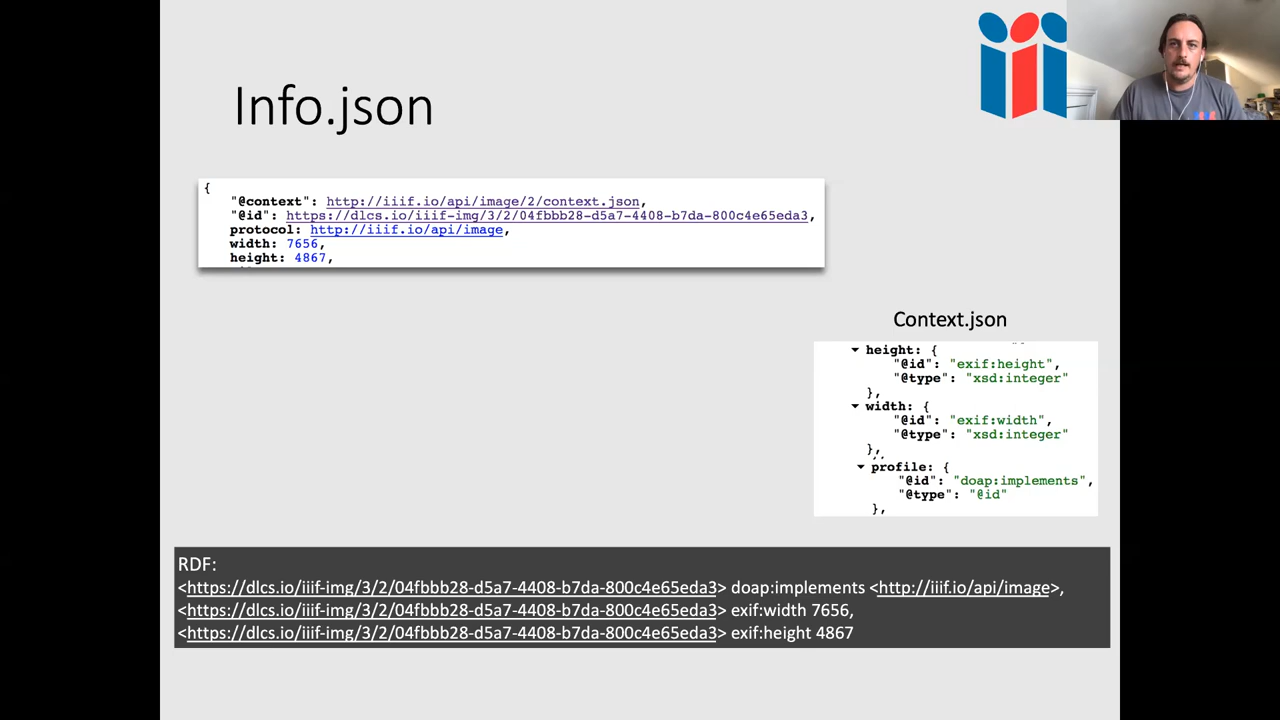 Info.json
{
"@context": http://iiif.io/api/image/2/context.json,
"@id": https://dlcs.io/iiif-img/3/2/04fbbb28-d5a7-4408-b7da-800c4e65eda3,
protocol: http://iiif.io/api/image,
width: 7656,
height: 4867,
Context.json
height: {
"@id": "exif:height",
"@type": "xsd:integer"
},
width: {
"@id": "exif:width",
"@type": "xsd:integer"
},
profile: {
"@id": "doap:implements",
"@type": "@id"
},
RDF:
<https://dlcs.io/iiif-img/3/2/04fbbb28-d5a7-4408-b7da-800c4e65eda3> doap:implements <http://iiif.io/api/image>,
<https://dlcs.io/iiif-img/3/2/04fbbb28-d5a7-4408-b7da-800c4e65eda3> exif:width 7656,
<https://dlcs.io/iiif-img/3/2/04fbbb28-d5a7-4408-b7da-800c4e65eda3> exif:height 4867